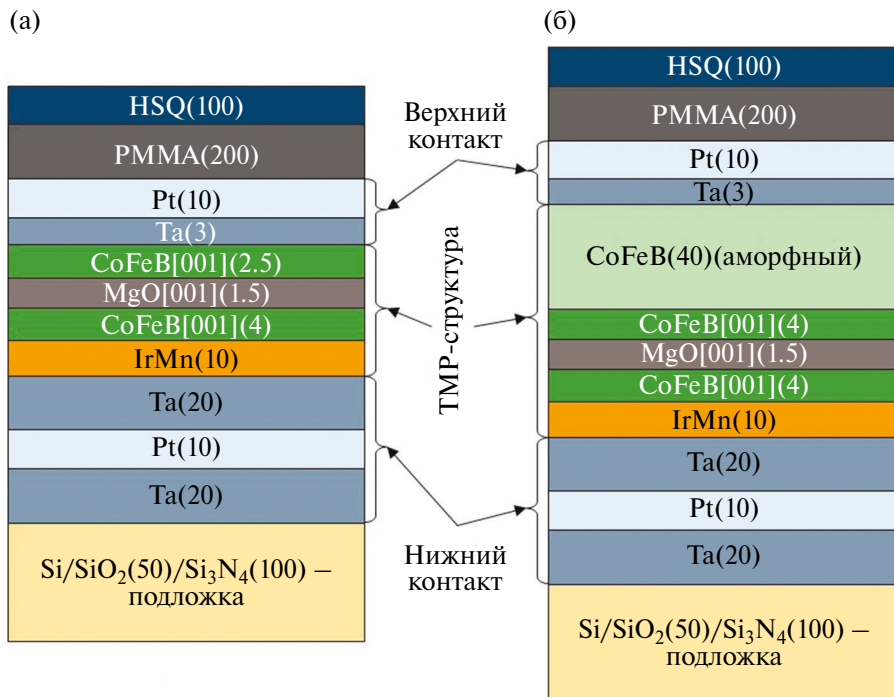 (а)
HSQ(100)
PMMA(200)
Pt(10)
Ta(3)
CoFeB[001](2.5)
MgO[001](1.5)
CoFeB[001](4)
IrMn(10)
Ta(20)
Pt(10)
Ta(20)
Si/SiO₂(50)/Si₃N₄(100) –
подложка
Верхний
контакт
ТМР-структура
Нижний
контакт
(б)
HSQ(100)
PMMA(200)
Pt(10)
Ta(3)
CoFeB(40)(аморфный)
CoFeB[001](4)
MgO[001](1.5)
CoFeB[001](4)
IrMn(10)
Ta(20)
Pt(10)
Ta(20)
Si/SiO₂(50)/Si₃N₄(100) –
подложка